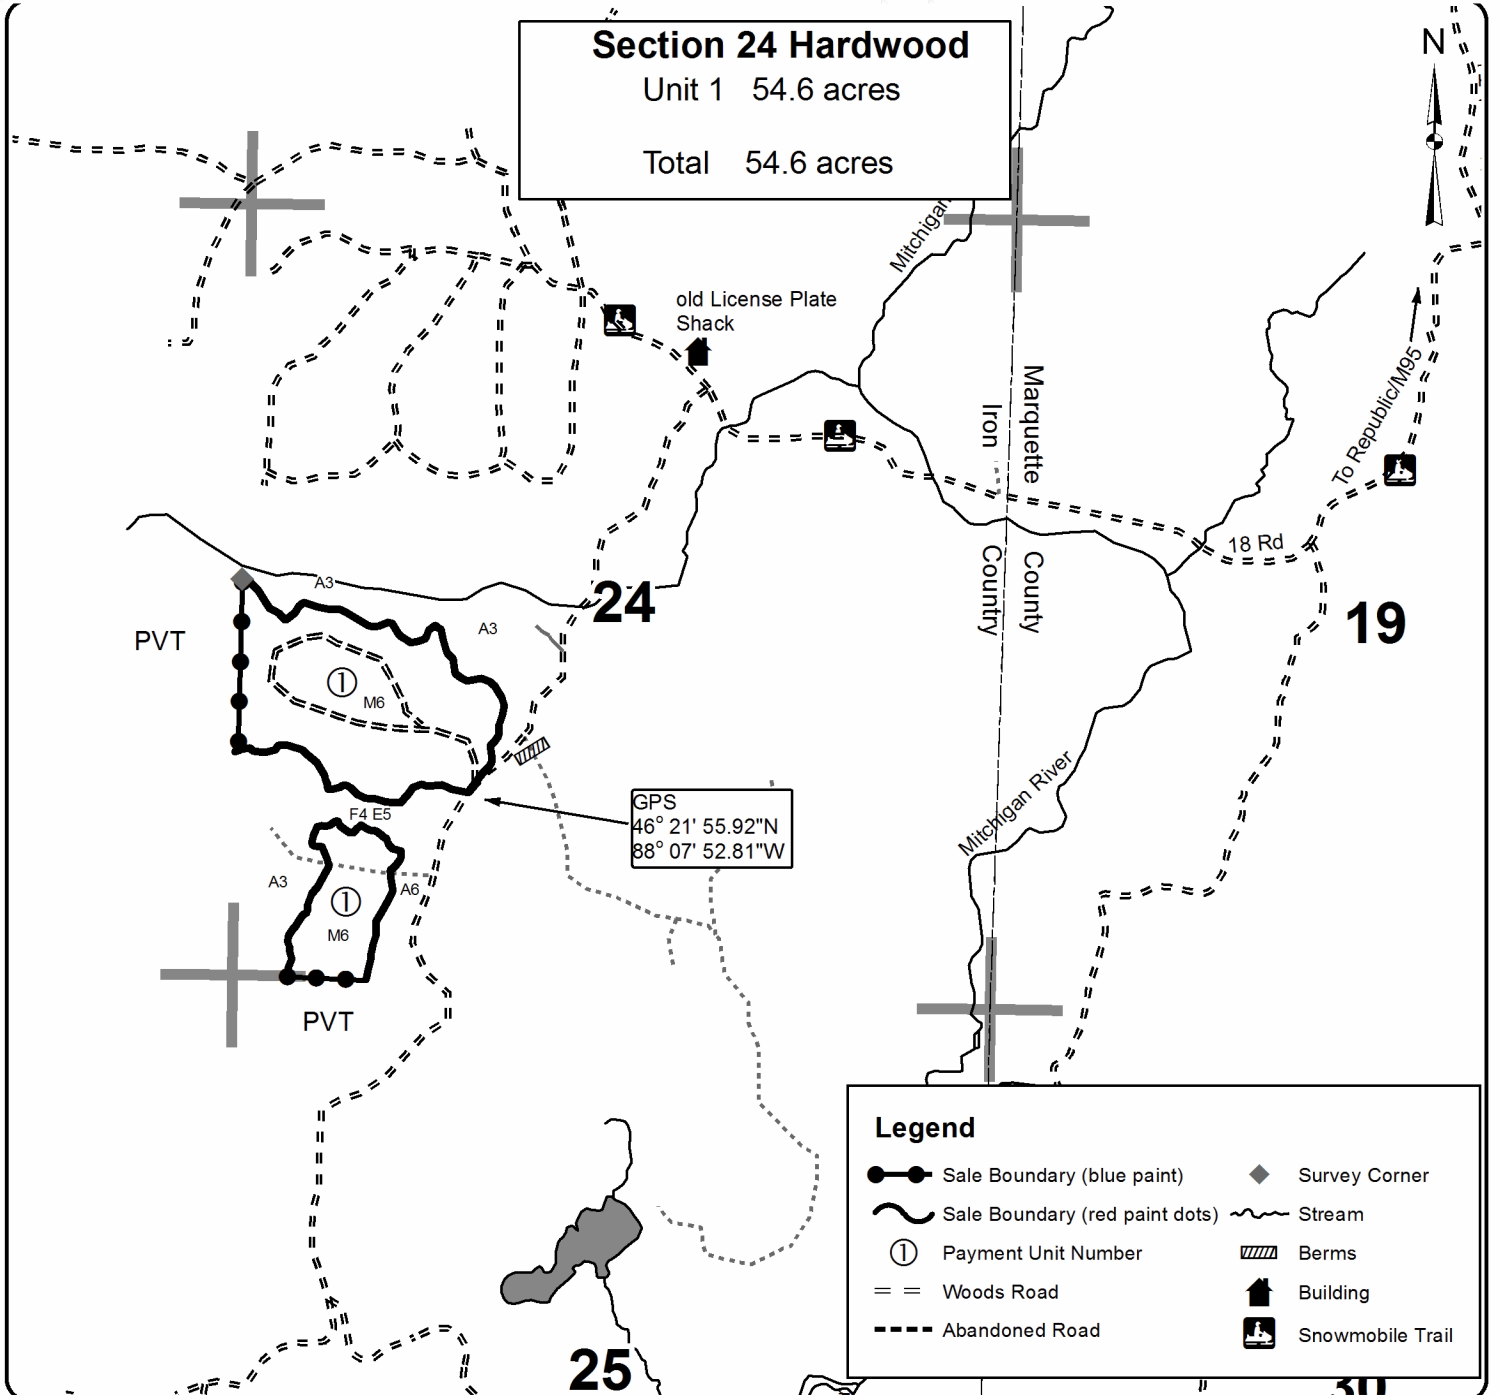 Section 24 Hardwood
Unit 1 54.6 acres
Total 54.6 acres
N
Mitchigan
old License Plate
Shack
Marquette
Iron
To Republic/M95
18 Rd
County
Country
A3
24
A3
19
PVT
1
M6
Mitchigan River
GPS
46° 21' 55.92"N
88° 07' 52.81"W
F4 E5
A3
A6
1
M6
PVT
Legend
Sale Boundary (blue paint)
Survey Corner
Sale Boundary (red paint dots)
Stream
1 Payment Unit Number
Berms
Woods Road
Building
Abandoned Road
Snowmobile Trail
25
30